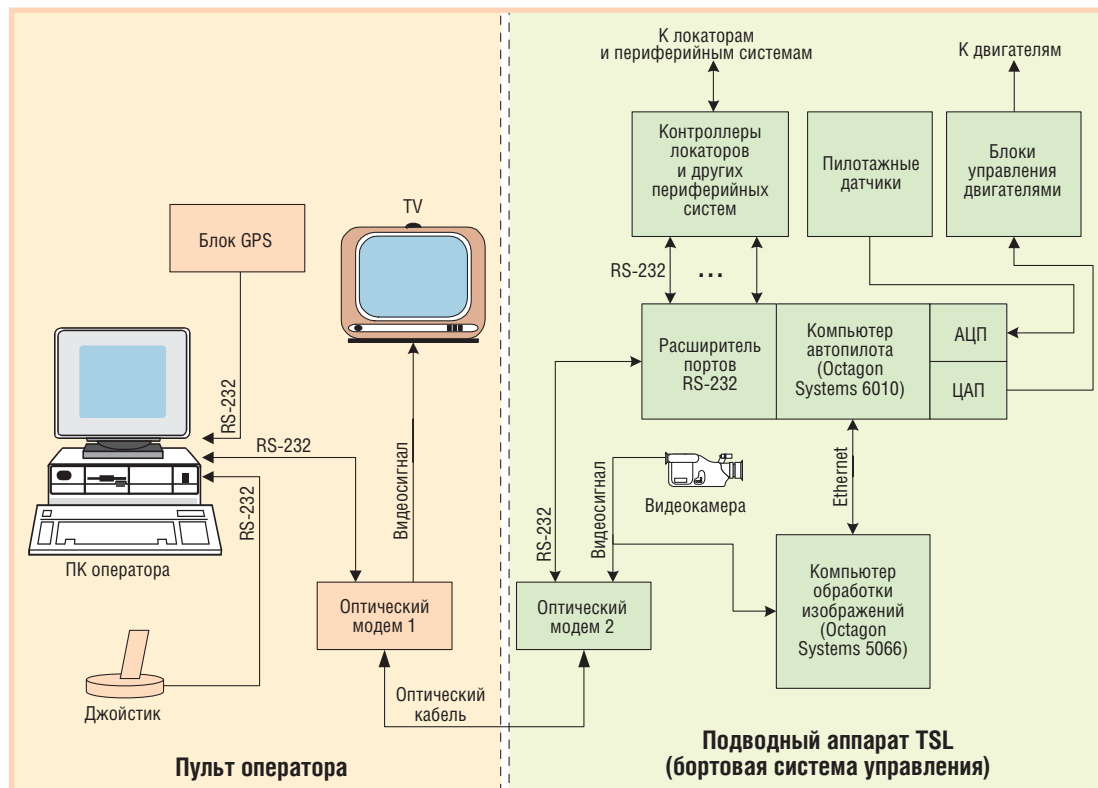 К локаторам
и периферийным системам
К двигателям
Контроллеры
локаторов
и других
периферийных
систем
Пилотажные
датчики
Блоки
управления
двигателями
TV
Блок GPS
RS-232
...
Расширитель
портов
RS-232
Компьютер
автопилота
(Octagon
Systems 6010)
АЦП
ЦАП
RS-232
RS-232
RS-232
Видеосигнал
ПК оператора
Оптический
модем 1
Джойстик
Оптический
кабель
RS-232
Видеосигнал
Видеокамера
Ethernet
Оптический
модем 2
Компьютер
обработки
изображений
(Octagon
Systems 5066)
Пульт оператора
Подводный аппарат TSL
(бортовая система управления)